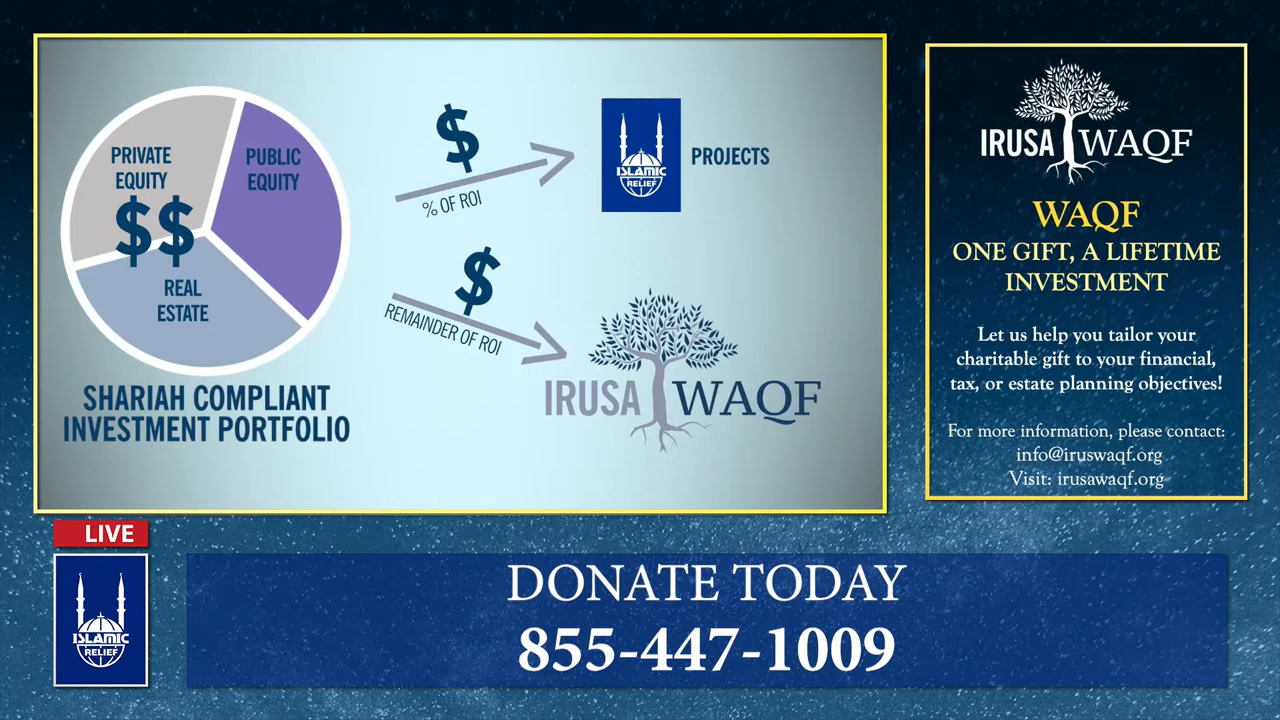 PRIVATE
EQUITY
PUBLIC
EQUITY
$$
REAL
ESTATE
SHARIAH COMPLIANT
INVESTMENT PORTFOLIO
$
% OF ROI
ISLAMIC
RELIEF
PROJECTS
$
REMAINDER OF ROI
IRUSA WAQF
IRUSA WAQF
WAQF
ONE GIFT, A LIFETIME
INVESTMENT
Let us help you tailor your
charitable gift to your financial,
tax, or estate planning objectives!
For more information, please contact:
info@iruswaqf.org
Visit: irusawaqf.org
LIVE
ISLAMIC
RELIEF
DONATE TODAY
855-447-1009